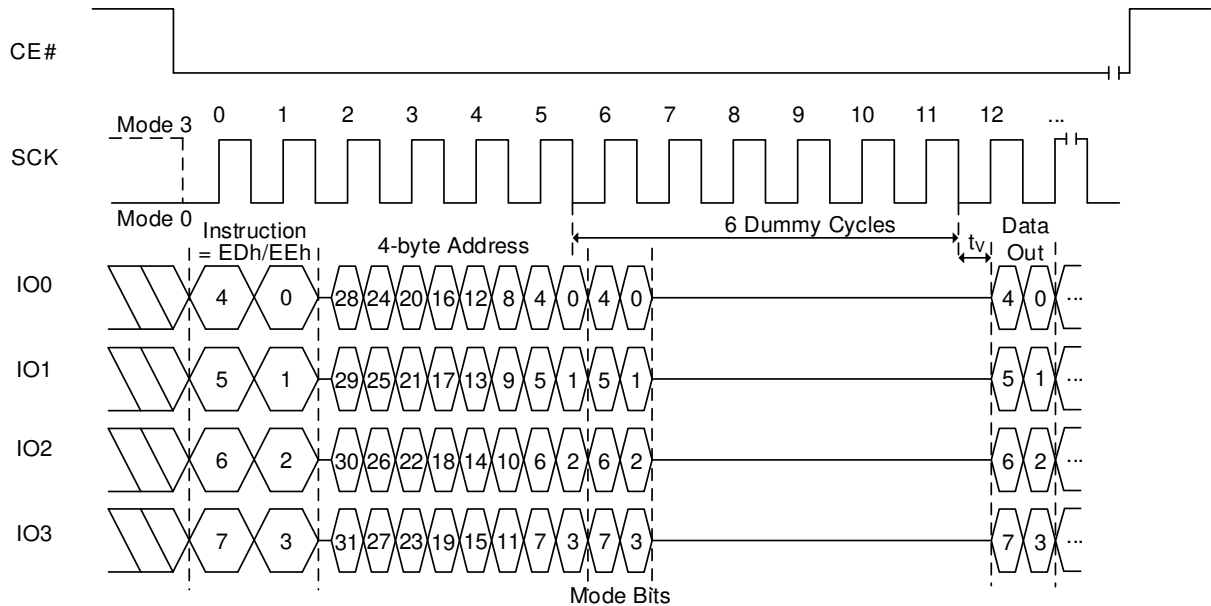 CE#
0 1 2 3 4 5 6 7 8 9 10 11 12 ...
Mode 3
SCK
Mode 0
Instruction
= EDh/EEh
4-byte Address
6 Dummy Cycles
tV
Data
Out
IO0 4 0 28 24 20 16 12 8 4 0 4 0 4 0 ...
IO1 5 1 29 25 21 17 13 9 5 1 5 1 5 1 ...
IO2 6 2 30 26 22 18 14 10 6 2 6 2 6 2 ...
IO3 7 3 31 27 23 19 15 11 7 3 7 3 7 3 ...
Mode Bits